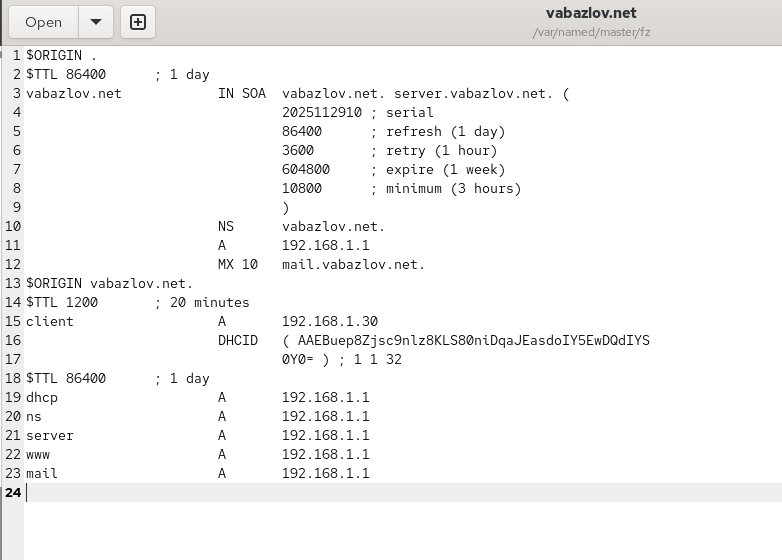 Open
vabazlov.net
/var/named/master/fz
1 $ORIGIN .
2 $TTL 86400      ; 1 day
3 vabazlov.net            IN SOA  vabazlov.net. server.vabazlov.net. (
4                                 2025112910 ; serial
5                                 86400      ; refresh (1 day)
6                                 3600       ; retry (1 hour)
7                                 604800     ; expire (1 week)
8                                 10800      ; minimum (3 hours)
9                                 )
10                        NS      vabazlov.net.
11                        A       192.168.1.1
12                        MX 10   mail.vabazlov.net.
13 $ORIGIN vabazlov.net.
14 $TTL 1200       ; 20 minutes
15 client                  A       192.168.1.30
16                         DHCID   ( AAEBuep8Zjsc9nlz8KLS80niDqaJEasdoIY5EwDQdIYS
17                                 0Y0= ) ; 1 1 32
18 $TTL 86400      ; 1 day
19 dhcp                    A       192.168.1.1
20 ns                      A       192.168.1.1
21 server                  A       192.168.1.1
22 www                     A       192.168.1.1
23 mail                    A       192.168.1.1
24